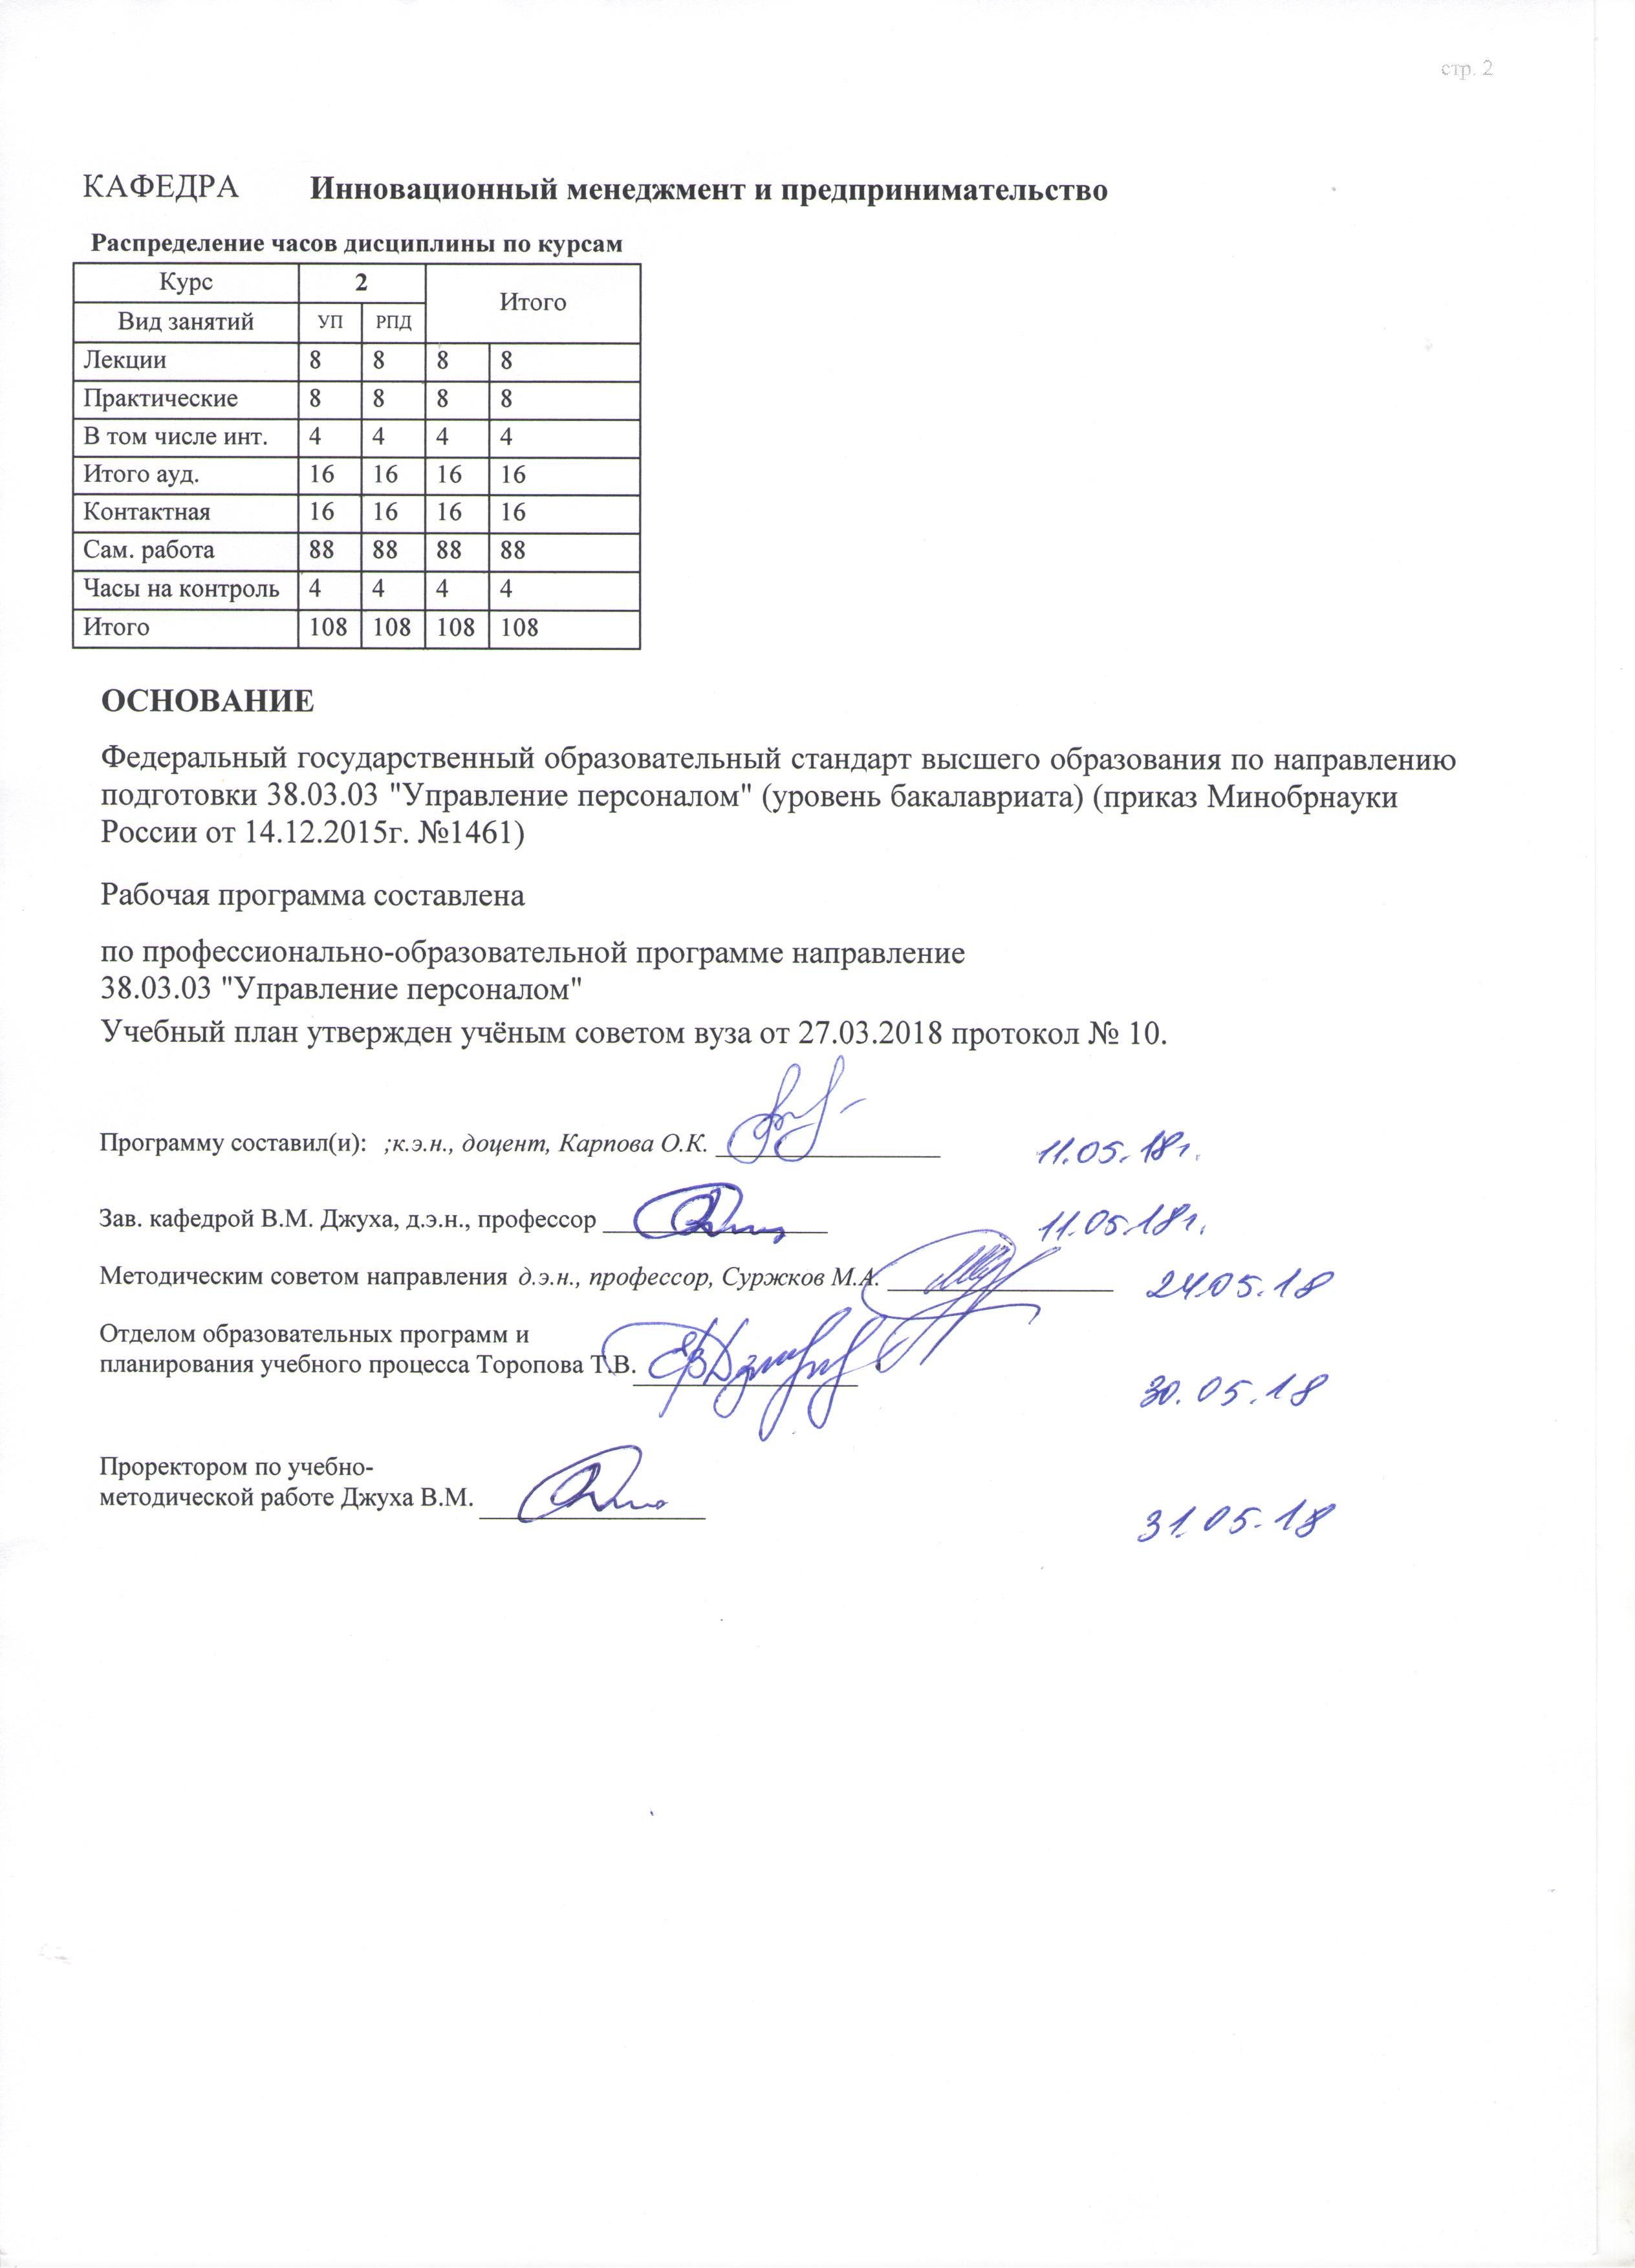 стр. 2
КАФЕДРА Инновационный менеджмент и предпринимательство
Распределение часов дисциплины по курсам
Курс 2 Итого
Вид занятий УП РПД
Лекции 8 8 8 8
Практические 8 8 8 8
В том числе инт. 4 4 4 4
Итого ауд. 16 16 16 16
Контактная 16 16 16 16
Сам. работа 88 88 88 88
Часы на контроль 4 4 4 4
Итого 108 108 108 108
ОСНОВАНИЕ
Федеральный государственный образовательный стандарт высшего образования по направлению
подготовки 38.03.03 "Управление персоналом" (уровень бакалавриата) (приказ Минобрнауки
России от 14.12.2015г. №1461)
Рабочая программа составлена
по профессионально-образовательной программе направление
38.03.03 "Управление персоналом"
Учебный план утвержден учёным советом вуза от 27.03.2018 протокол № 10.
Программу составил(и): ;к.э.н., доцент, Карпова О.К. 11.05.18г.
Зав. кафедрой В.М. Джуха, д.э.н., профессор 11.05.18г.
Методическим советом направления д.э.н., профессор, Суржков М.А. 24.05.18
Отделом образовательных программ и
планирования учебного процесса Торопова Т.В. 30.05.18
Проректором по учебно-
методической работе Джуха В.М. 31.05.18